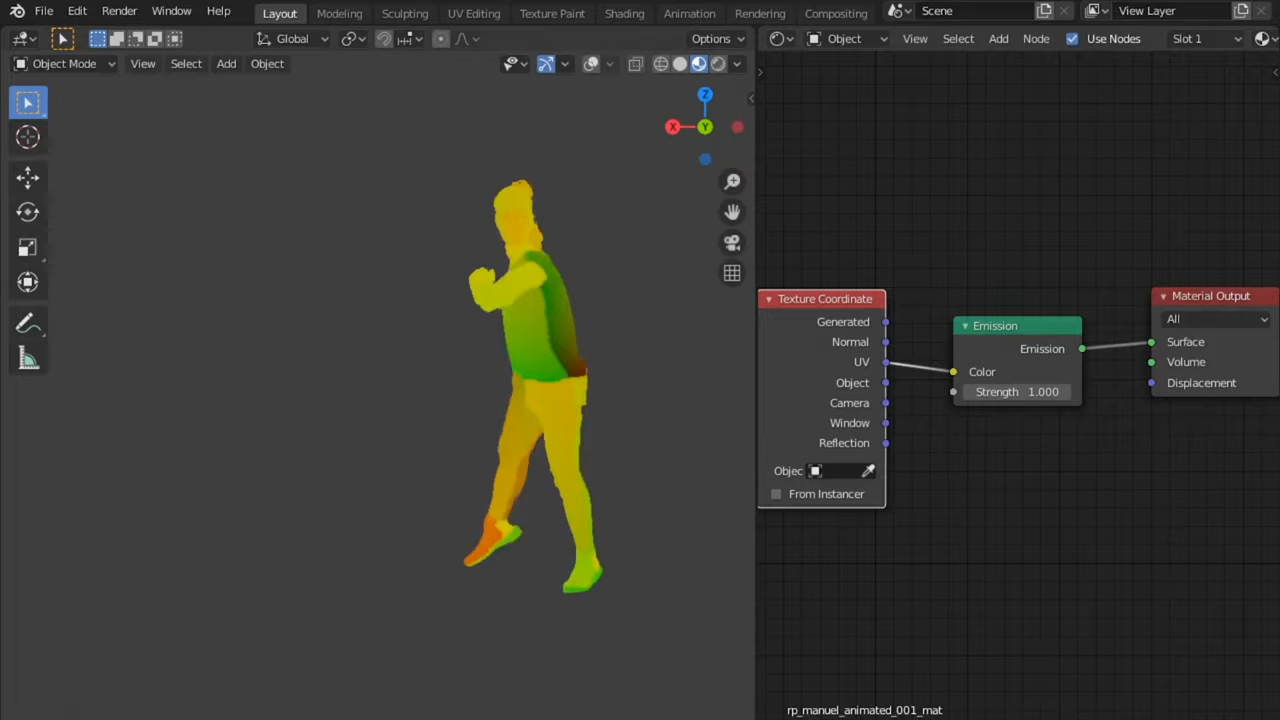 File Edit Render Window Help Layout Modeling Sculpting UV Editing Texture Paint Shading Animation Rendering Compositing Scene View Layer
Global Options Object View Select Add Node Use Nodes Slot 1
Object Mode View Select Add Object
Z
X Y
Texture Coordinate
Generated
Normal
UV
Object
Camera
Window
Reflection
Objec
From Instancer
Emission
Emission
Color
Strength 1.000
Material Output
All
Surface
Volume
Displacement
rp_manuel_animated_001_mat